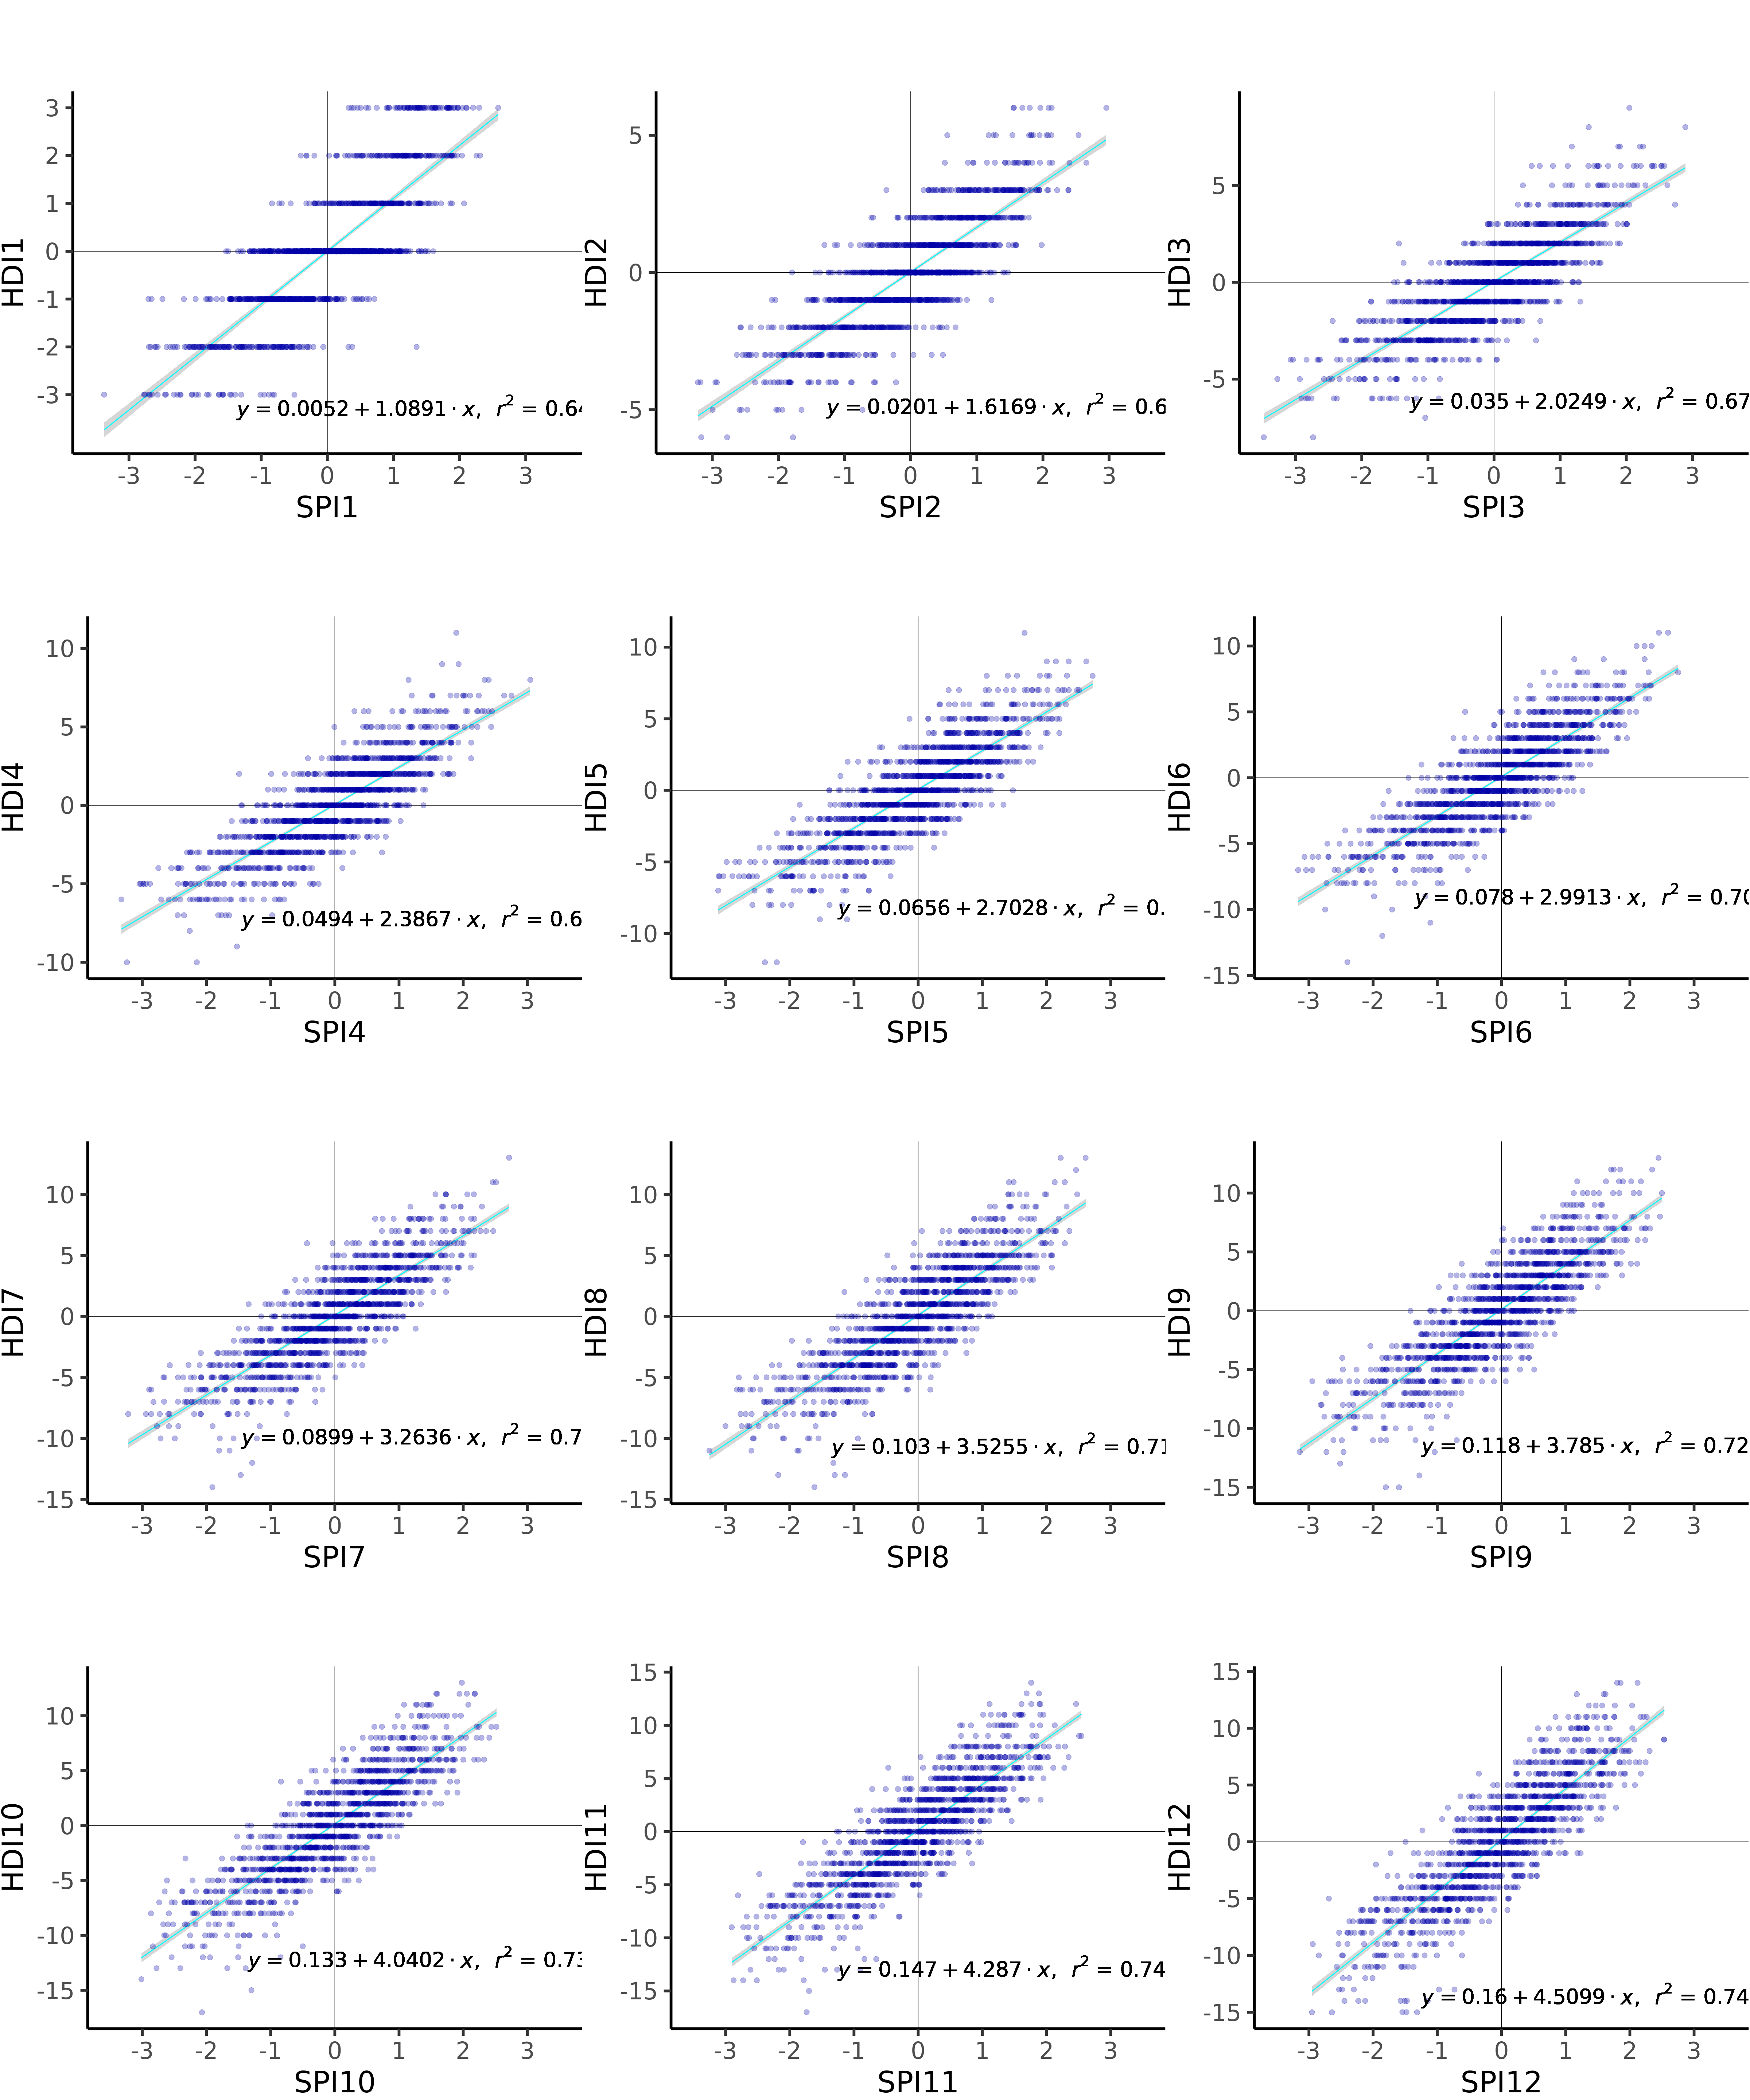 HDI1
3
2
1
0
-1
-2
-3
y = 0.0052 + 1.0891 · x, r² = 0.64
-3 -2 -1 0 1 2 3
SPI1
HDI2
5
0
-5
y = 0.0201 + 1.6169 · x, r² = 0.6
-3 -2 -1 0 1 2 3
SPI2
HDI3
5
0
-5
y = 0.035 + 2.0249 · x, r² = 0.67
-3 -2 -1 0 1 2 3
SPI3
HDI4
10
5
0
-5
-10
y = 0.0494 + 2.3867 · x, r² = 0.6
-3 -2 -1 0 1 2 3
SPI4
HDI5
10
5
0
-5
-10
y = 0.0656 + 2.7028 · x, r² = 0.
-3 -2 -1 0 1 2 3
SPI5
HDI6
10
5
0
-5
-10
-15
y = 0.078 + 2.9913 · x, r² = 0.70
-3 -2 -1 0 1 2 3
SPI6
HDI7
10
5
0
-5
-10
-15
y = 0.0899 + 3.2636 · x, r² = 0.7
-3 -2 -1 0 1 2 3
SPI7
HDI8
10
5
0
-5
-10
-15
y = 0.103 + 3.5255 · x, r² = 0.71
-3 -2 -1 0 1 2 3
SPI8
HDI9
10
5
0
-5
-10
-15
y = 0.118 + 3.785 · x, r² = 0.72
-3 -2 -1 0 1 2 3
SPI9
HDI10
10
5
0
-5
-10
-15
y = 0.133 + 4.0402 · x, r² = 0.73
-3 -2 -1 0 1 2 3
SPI10
HDI11
15
10
5
0
-5
-10
-15
y = 0.147 + 4.287 · x, r² = 0.74
-3 -2 -1 0 1 2 3
SPI11
HDI12
15
10
5
0
-5
-10
-15
y = 0.16 + 4.5099 · x, r² = 0.74
-3 -2 -1 0 1 2 3
SPI12